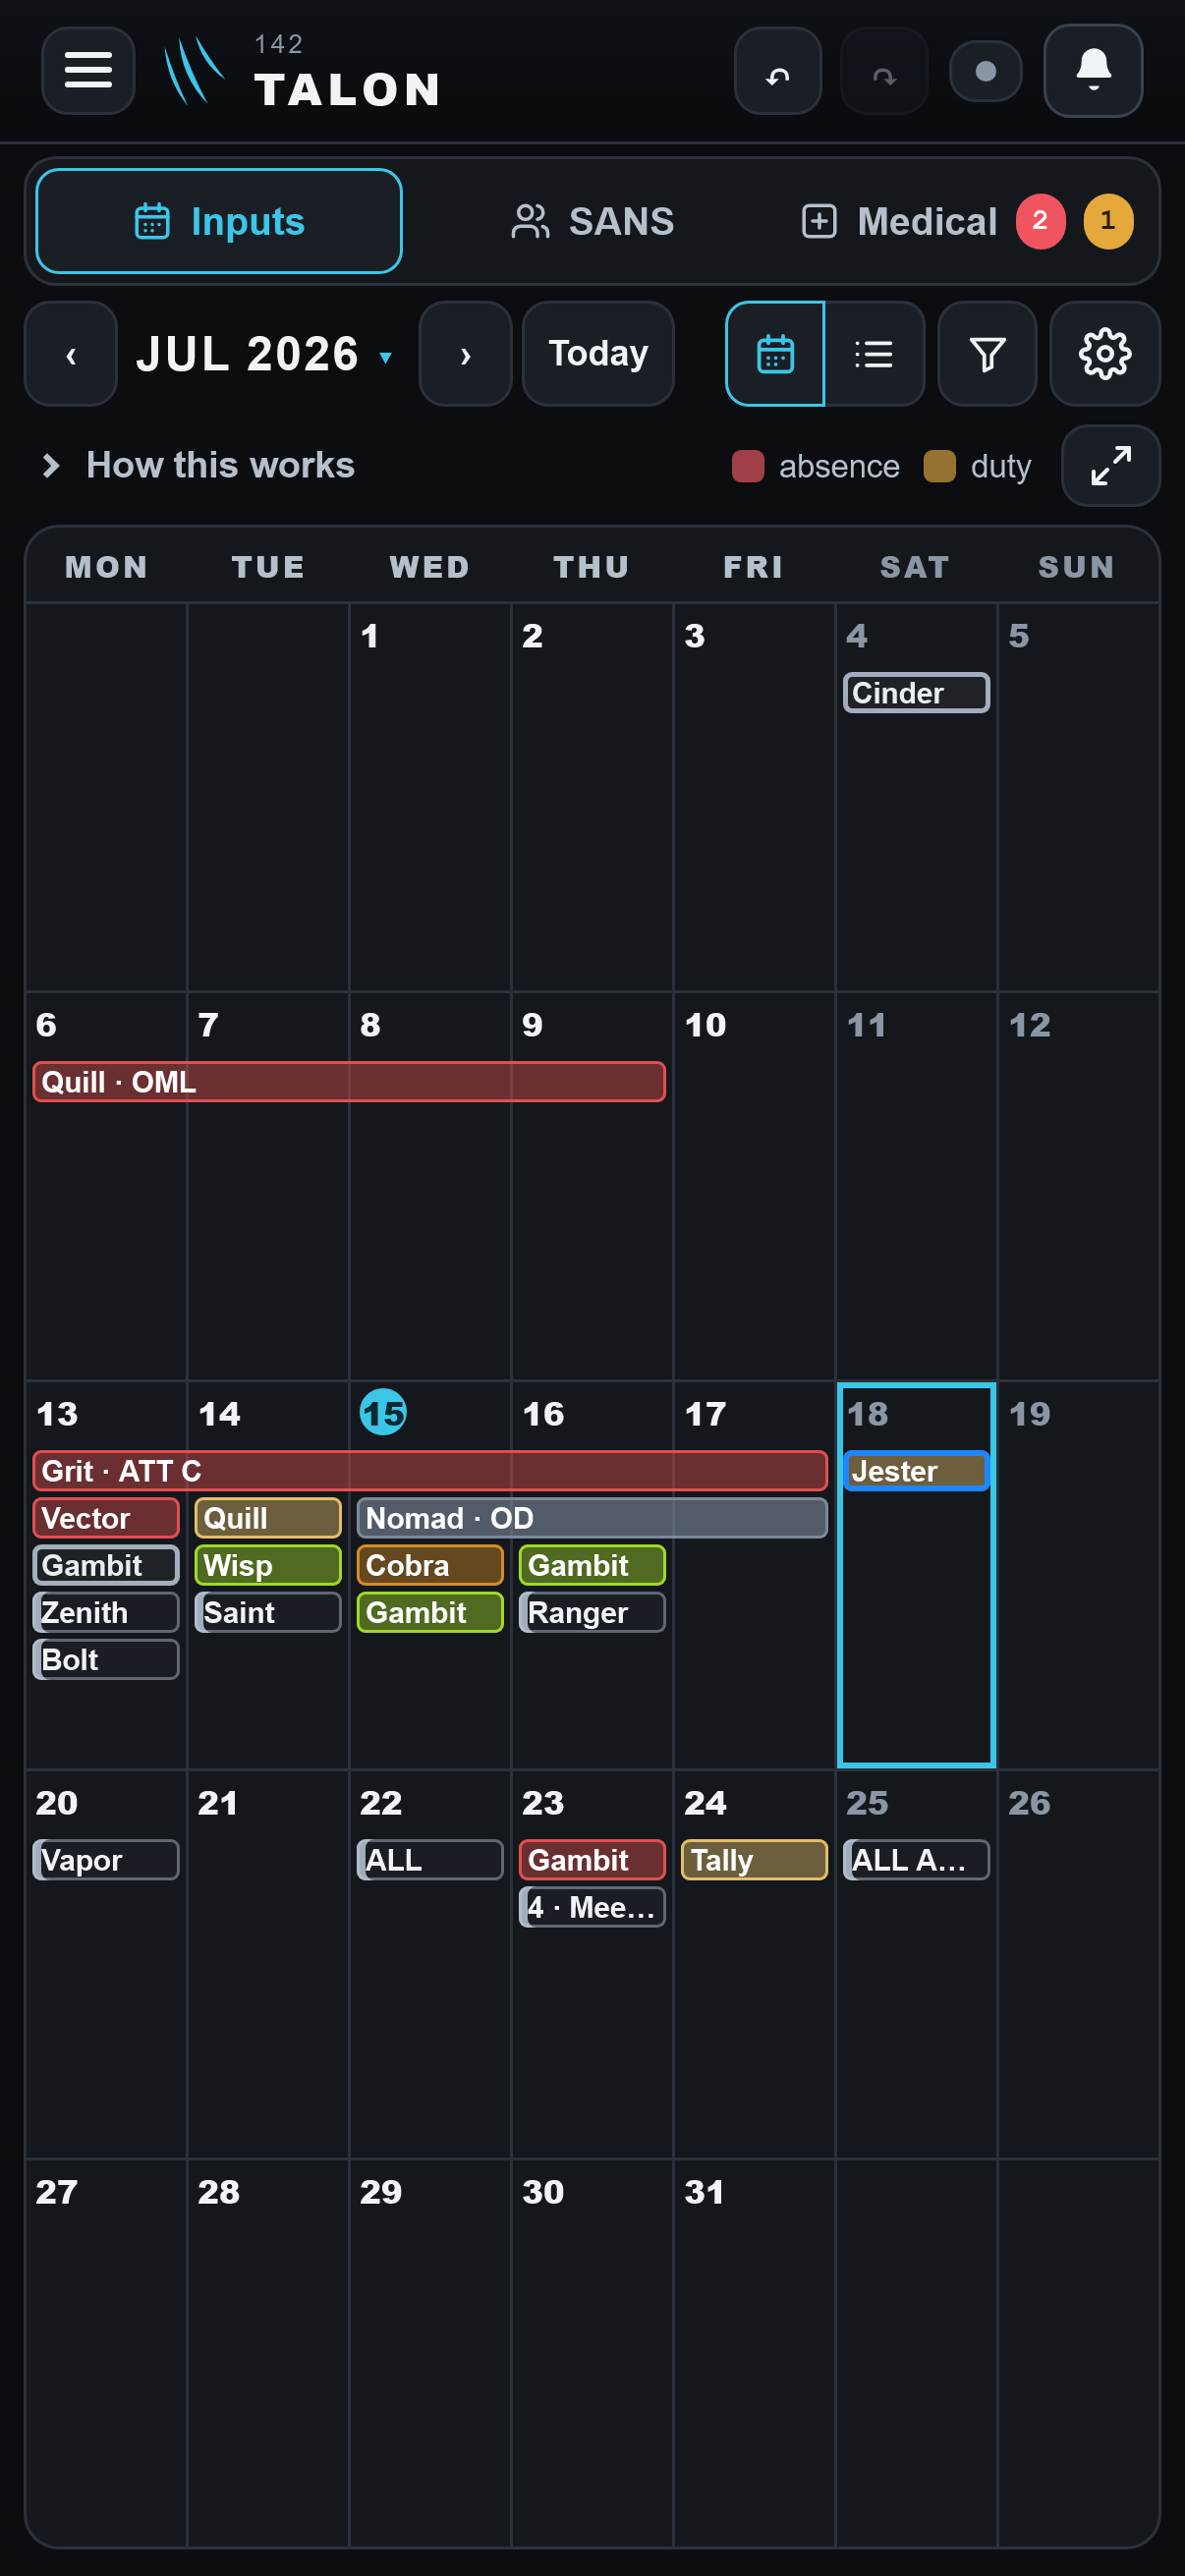 142
TALON
Inputs
SANS
Medical 2 1
‹ JUL 2026 ▾ › Today
How this works
absence
duty
MON TUE WED THU FRI SAT SUN
1 2 3 4 5
Cinder
6 7 8 9 10 11 12
Quill · OML
13 14 15 16 17 18 19
Grit · ATT C
Jester
Vector Quill Nomad · OD
Gambit Wisp Cobra Gambit
Zenith Saint Gambit Ranger
Bolt
20 21 22 23 24 25 26
Vapor ALL Gambit Tally ALL A…
4 · Mee…
27 28 29 30 31